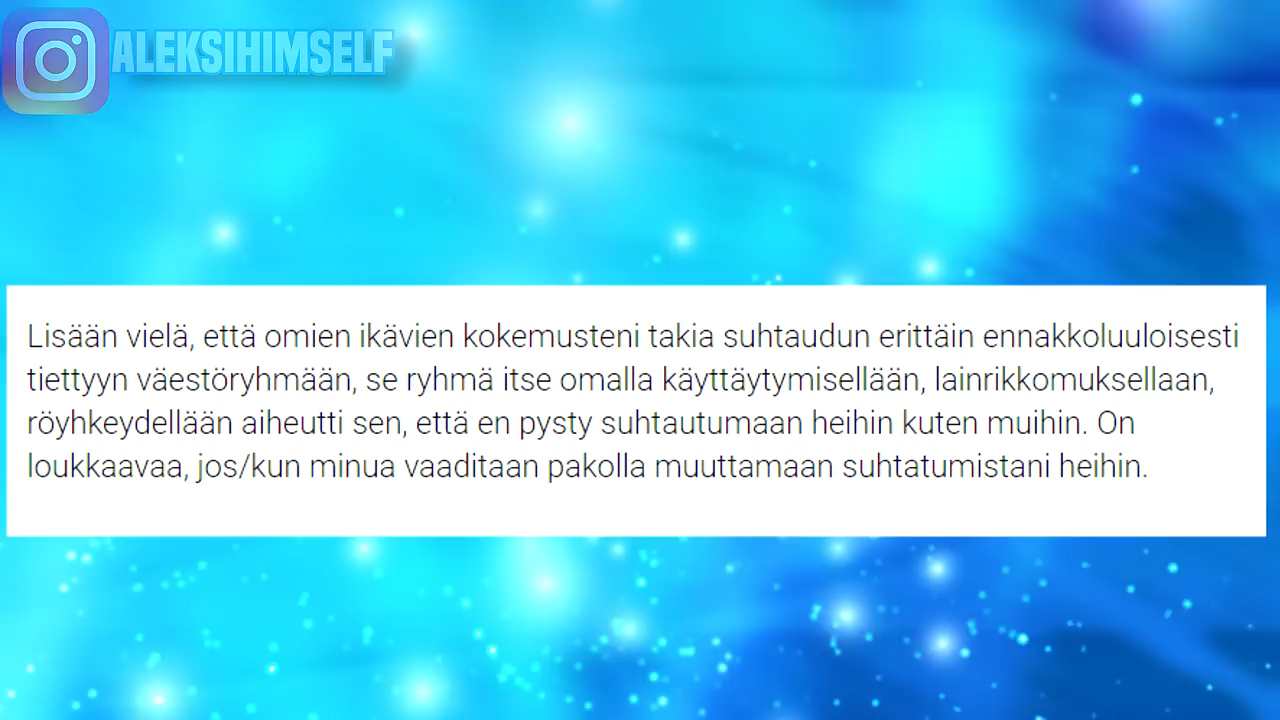 ALEKSIHIMSELF
Lisään vielä, että omien ikävien kokemusteni takia suhtaudun erittäin ennakkoluuloisesti
tiettyyn väestöryhmään, se ryhmä itse omalla käyttäytymisellään, lainrikkomuksellaan,
röyhkeydellään aiheutti sen, että en pysty suhtautumaan heihin kuten muihin. On
loukkaavaa, jos/kun minua vaaditaan pakolla muuttamaan suhtatumistani heihin.